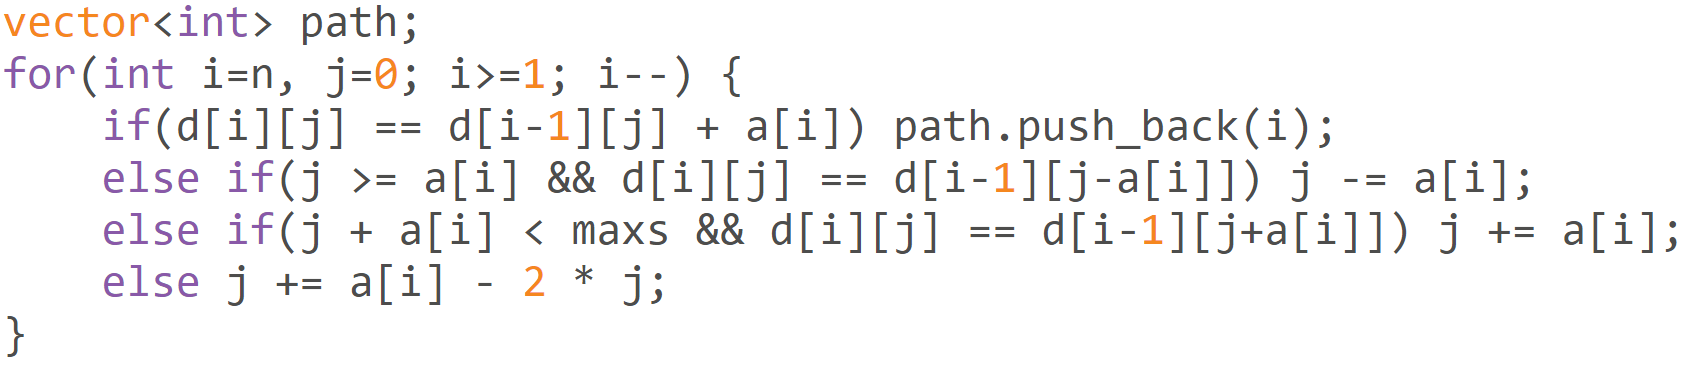 vector<int> path;
for(int i=n, j=0; i>=1; i--) {
    if(d[i][j] == d[i-1][j] + a[i]) path.push_back(i);
    else if(j >= a[i] && d[i][j] == d[i-1][j-a[i]]) j -= a[i];
    else if(j + a[i] < maxs && d[i][j] == d[i-1][j+a[i]]) j += a[i];
    else j += a[i] - 2 * j;
}